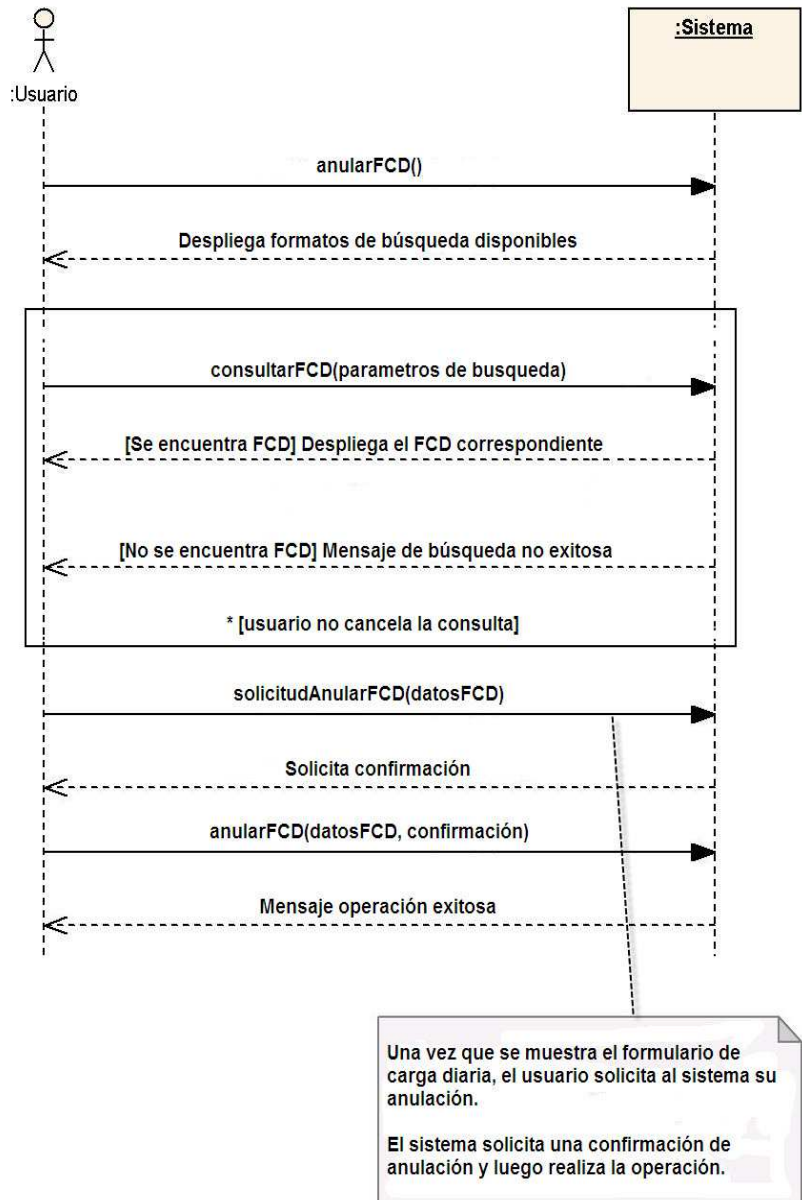 :Sistema
:Usuario
anularFCD()
Despliega formatos de búsqueda disponibles
consultarFCD(parametros de busqueda)
[Se encuentra FCD] Despliega el FCD correspondiente
[No se encuentra FCD] Mensaje de búsqueda no exitosa
* [usuario no cancela la consulta]
solicitudAnularFCD(datosFCD)
Solicita confirmación
anularFCD(datosFCD, confirmación)
Mensaje operación exitosa
Una vez que se muestra el formulario de
carga diaria, el usuario solicita al sistema su
anulación.
El sistema solicita una confirmación de
anulación y luego realiza la operación.